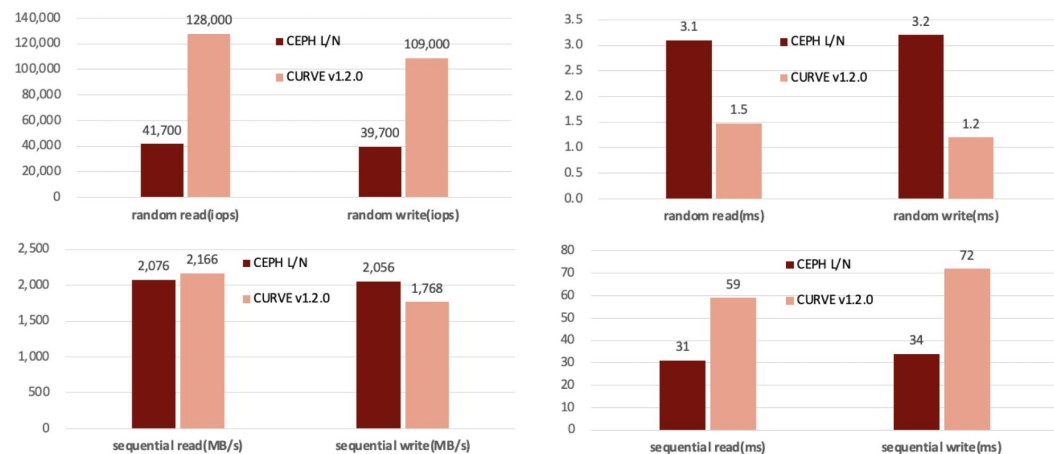 140,000
120,000
100,000
80,000
60,000
40,000
20,000
0
128,000
109,000
41,700
39,700
CEPH L/N
CURVE v1.2.0
random read(iops)
random write(iops)
3.5
3.0
2.5
2.0
1.5
1.0
0.5
0.0
3.1
3.2
1.5
1.2
CEPH L/N
CURVE v1.2.0
random read(ms)
random write(ms)
2,500
2,000
1,500
1,000
500
0
2,076
2,166
2,056
1,768
CEPH L/N
CURVE v1.2.0
sequential read(MB/s)
sequential write(MB/s)
80
70
60
50
40
30
20
10
0
31
59
34
72
CEPH L/N
CURVE v1.2.0
sequential read(ms)
sequential write(ms)